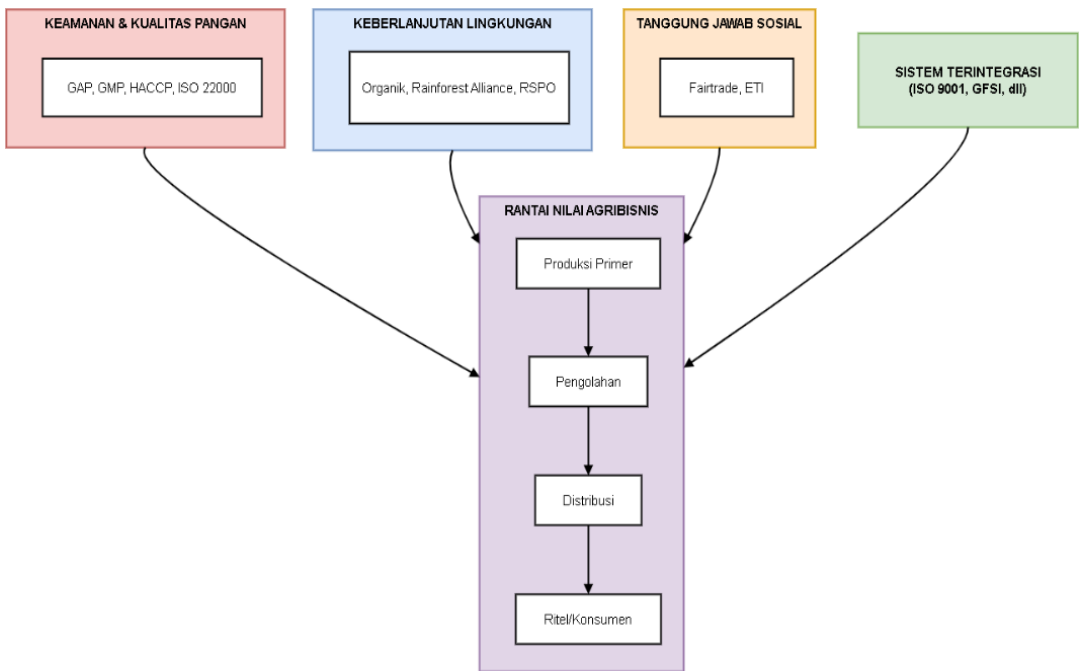 KEAMANAN & KUALITAS PANGAN
GAP, GMP, HACCP, ISO 22000
KEBERLANJUTAN LINGKUNGAN
Organik, Rainforest Alliance, RSPO
TANGGUNG JAWAB SOSIAL
Fairtrade, ETI
SISTEM TERINTEGRASI
(ISO 9001, GFSI, dll)
RANTAI NILAI AGRIBISNIS
Produksi Primer
Pengolahan
Distribusi
Ritel/Konsumen